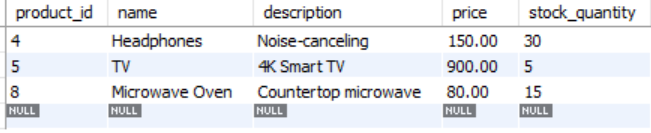 product_id name description price stock_quantity
4 Headphones Noise-canceling 150.00 30
5 TV 4K Smart TV 900.00 5
8 Microwave Oven Countertop microwave 80.00 15
NULL NULL NULL NULL NULL